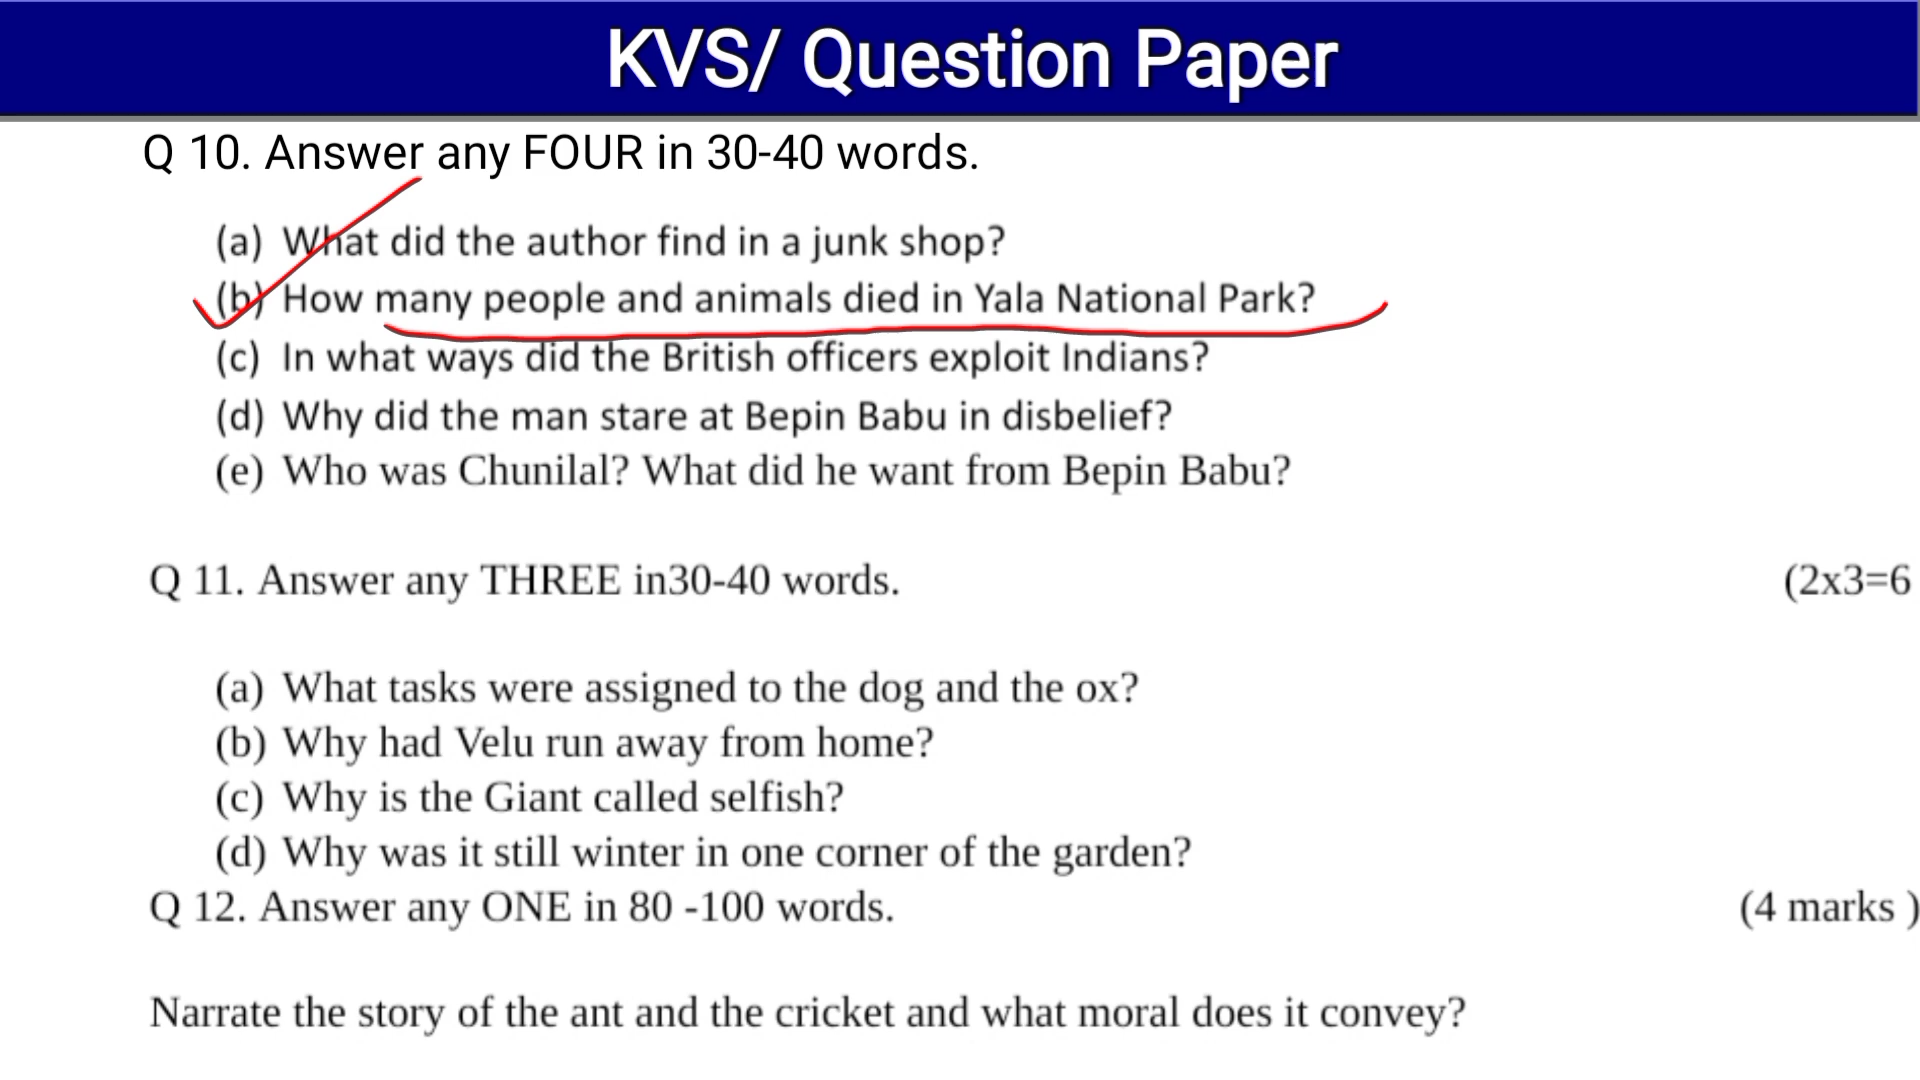 KVS/ Question Paper
Q 10. Answer any FOUR in 30-40 words.
(a) What did the author find in a junk shop?
(b) How many people and animals died in Yala National Park?
(c) In what ways did the British officers exploit Indians?
(d) Why did the man stare at Bepin Babu in disbelief?
(e) Who was Chunilal? What did he want from Bepin Babu?
Q 11. Answer any THREE in30-40 words. (2x3=6
(a) What tasks were assigned to the dog and the ox?
(b) Why had Velu run away from home?
(c) Why is the Giant called selfish?
(d) Why was it still winter in one corner of the garden?
Q 12. Answer any ONE in 80 -100 words. (4 marks )
Narrate the story of the ant and the cricket and what moral does it convey?